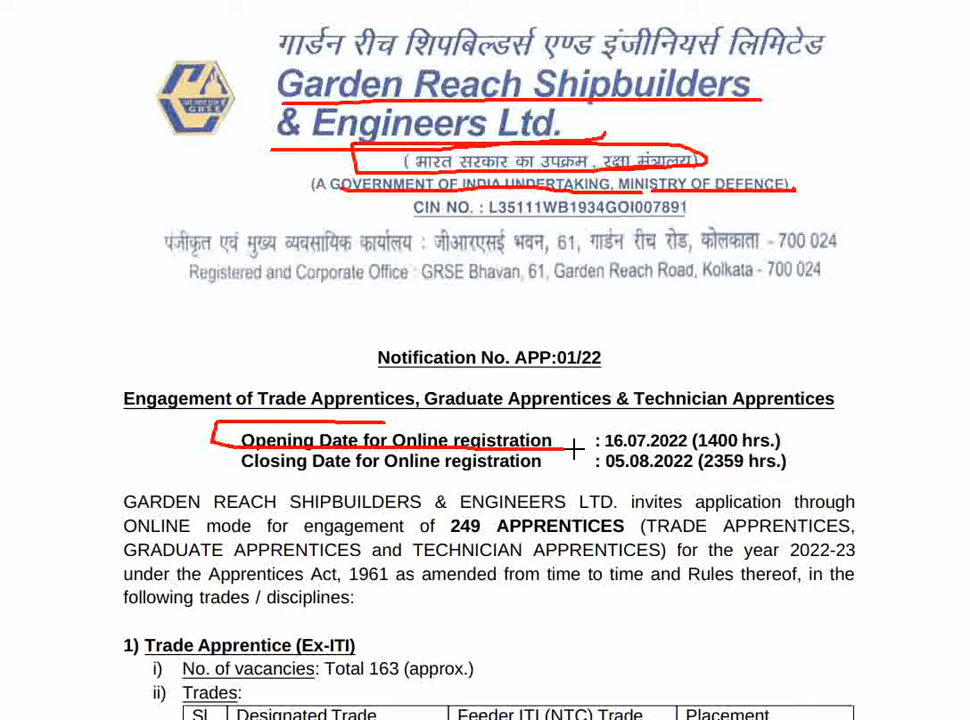 गार्डन रीच शिपबिल्डर्स एण्ड इंजीनियर्स लिमिटेड
Garden Reach Shipbuilders
& Engineers Ltd.
GRSE
( भारत सरकार का उपक्रम , रक्षा मंत्रालय)
(A GOVERNMENT OF INDIA UNDERTAKING, MINISTRY OF DEFENCE)
CIN NO. : L35111WB1934GOI007891
पंजीकृत एवं मुख्य व्यवसायिक कार्यालय : जीआरएसई भवन, 61, गार्डन रीच रोड, कोलकाता - 700 024
Registered and Corporate Office : GRSE Bhavan, 61, Garden Reach Road, Kolkata - 700 024
Notification No. APP:01/22
Engagement of Trade Apprentices, Graduate Apprentices & Technician Apprentices
Opening Date for Online registration : 16.07.2022 (1400 hrs.)
Closing Date for Online registration : 05.08.2022 (2359 hrs.)
GARDEN REACH SHIPBUILDERS & ENGINEERS LTD. invites application through
ONLINE mode for engagement of 249 APPRENTICES (TRADE APPRENTICES,
GRADUATE APPRENTICES and TECHNICIAN APPRENTICES) for the year 2022-23
under the Apprentices Act, 1961 as amended from time to time and Rules thereof, in the
following trades / disciplines:
1) Trade Apprentice (Ex-ITI)
i) No. of vacancies: Total 163 (approx.)
ii) Trades:
Sl Designated Trade Feeder ITI (NTC) Trade Placement